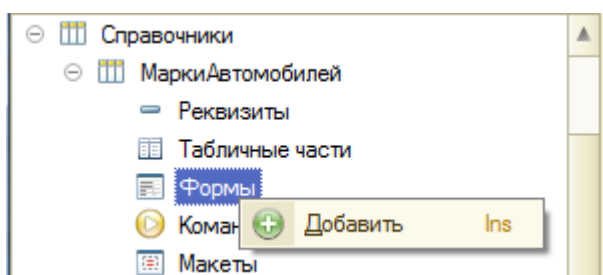 Справочники
МаркиАвтомобилей
Реквизиты
Табличные части
Формы
Добавить Ins
Макеты